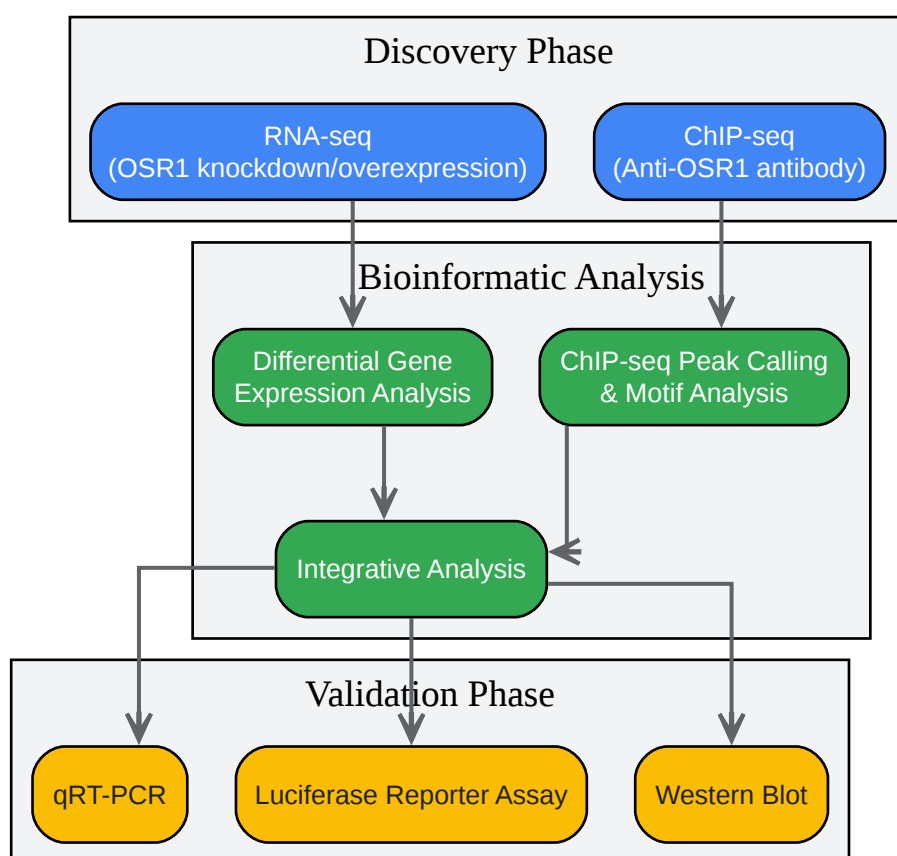 Discovery Phase
RNA-seq
(OSR1 knockdown/overexpression)
ChIP-seq
(Anti-OSR1 antibody)
Bioinformatic Analysis
Differential Gene
Expression Analysis
ChIP-seq Peak Calling
& Motif Analysis
Integrative Analysis
Validation Phase
qRT-PCR
Luciferase Reporter Assay
Western Blot